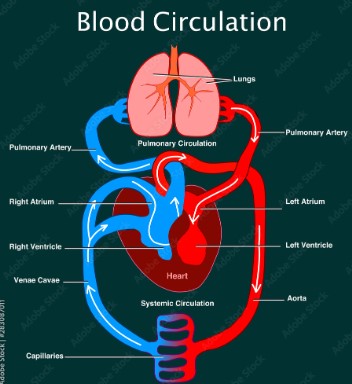 Blood Circulation
Lungs
Pulmonary Artery
Pulmonary Circulation
Pulmonary Artery
Right Atrium
Left Atrium
Right Ventricle
Left Ventricle
Heart
Venae Cavae
Systemic Circulation
Aorta
Capillaries
Adobe Stock